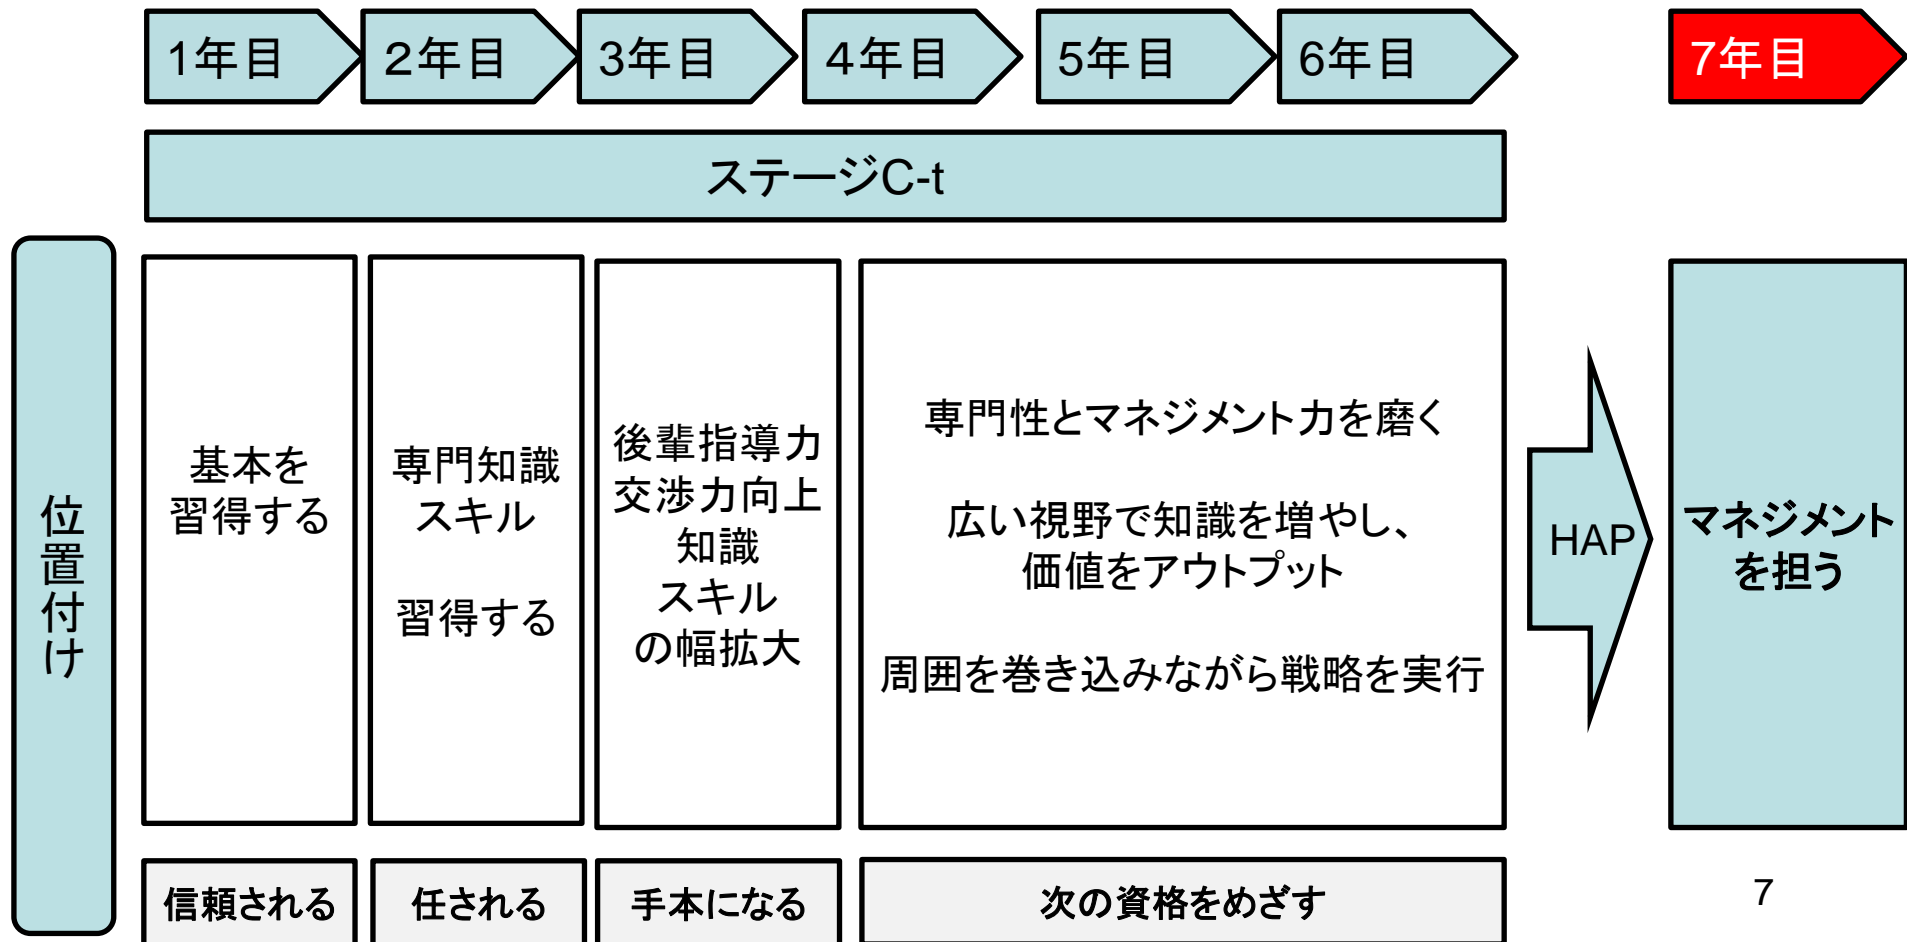 1年目
２年目
3年目
４年目
5年目
6年目
7年目
ステージC-t
位置付け
基本を
習得する
専門知識
スキル
習得する
後輩指導力
交渉力向上
知識
スキル
の幅拡大
専門性とマネジメント力を磨く
広い視野で知識を増やし、
価値をアウトプット
周囲を巻き込みながら戦略を実行
HAP
マネジメント
を担う
信頼される
任される
手本になる
次の資格をめざす
7